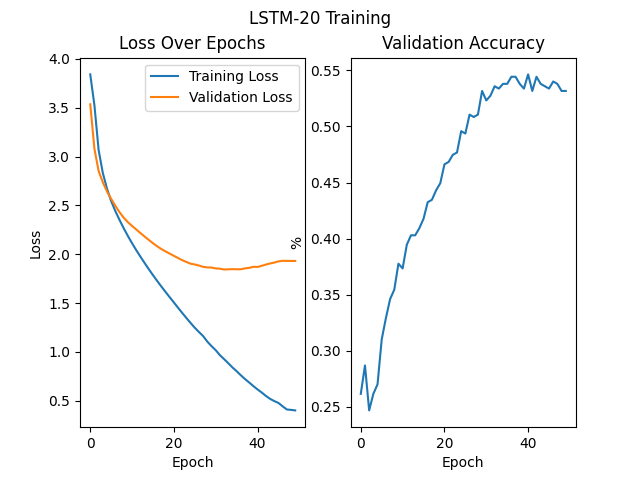 LSTM-20 Training
Loss Over Epochs
4.0
3.5
3.0
2.5
2.0
1.5
1.0
0.5
Loss
Training Loss
Validation Loss
0 20 40
Epoch
Validation Accuracy
0.55
0.50
0.45
0.40
0.35
0.30
0.25
%
0 20 40
Epoch